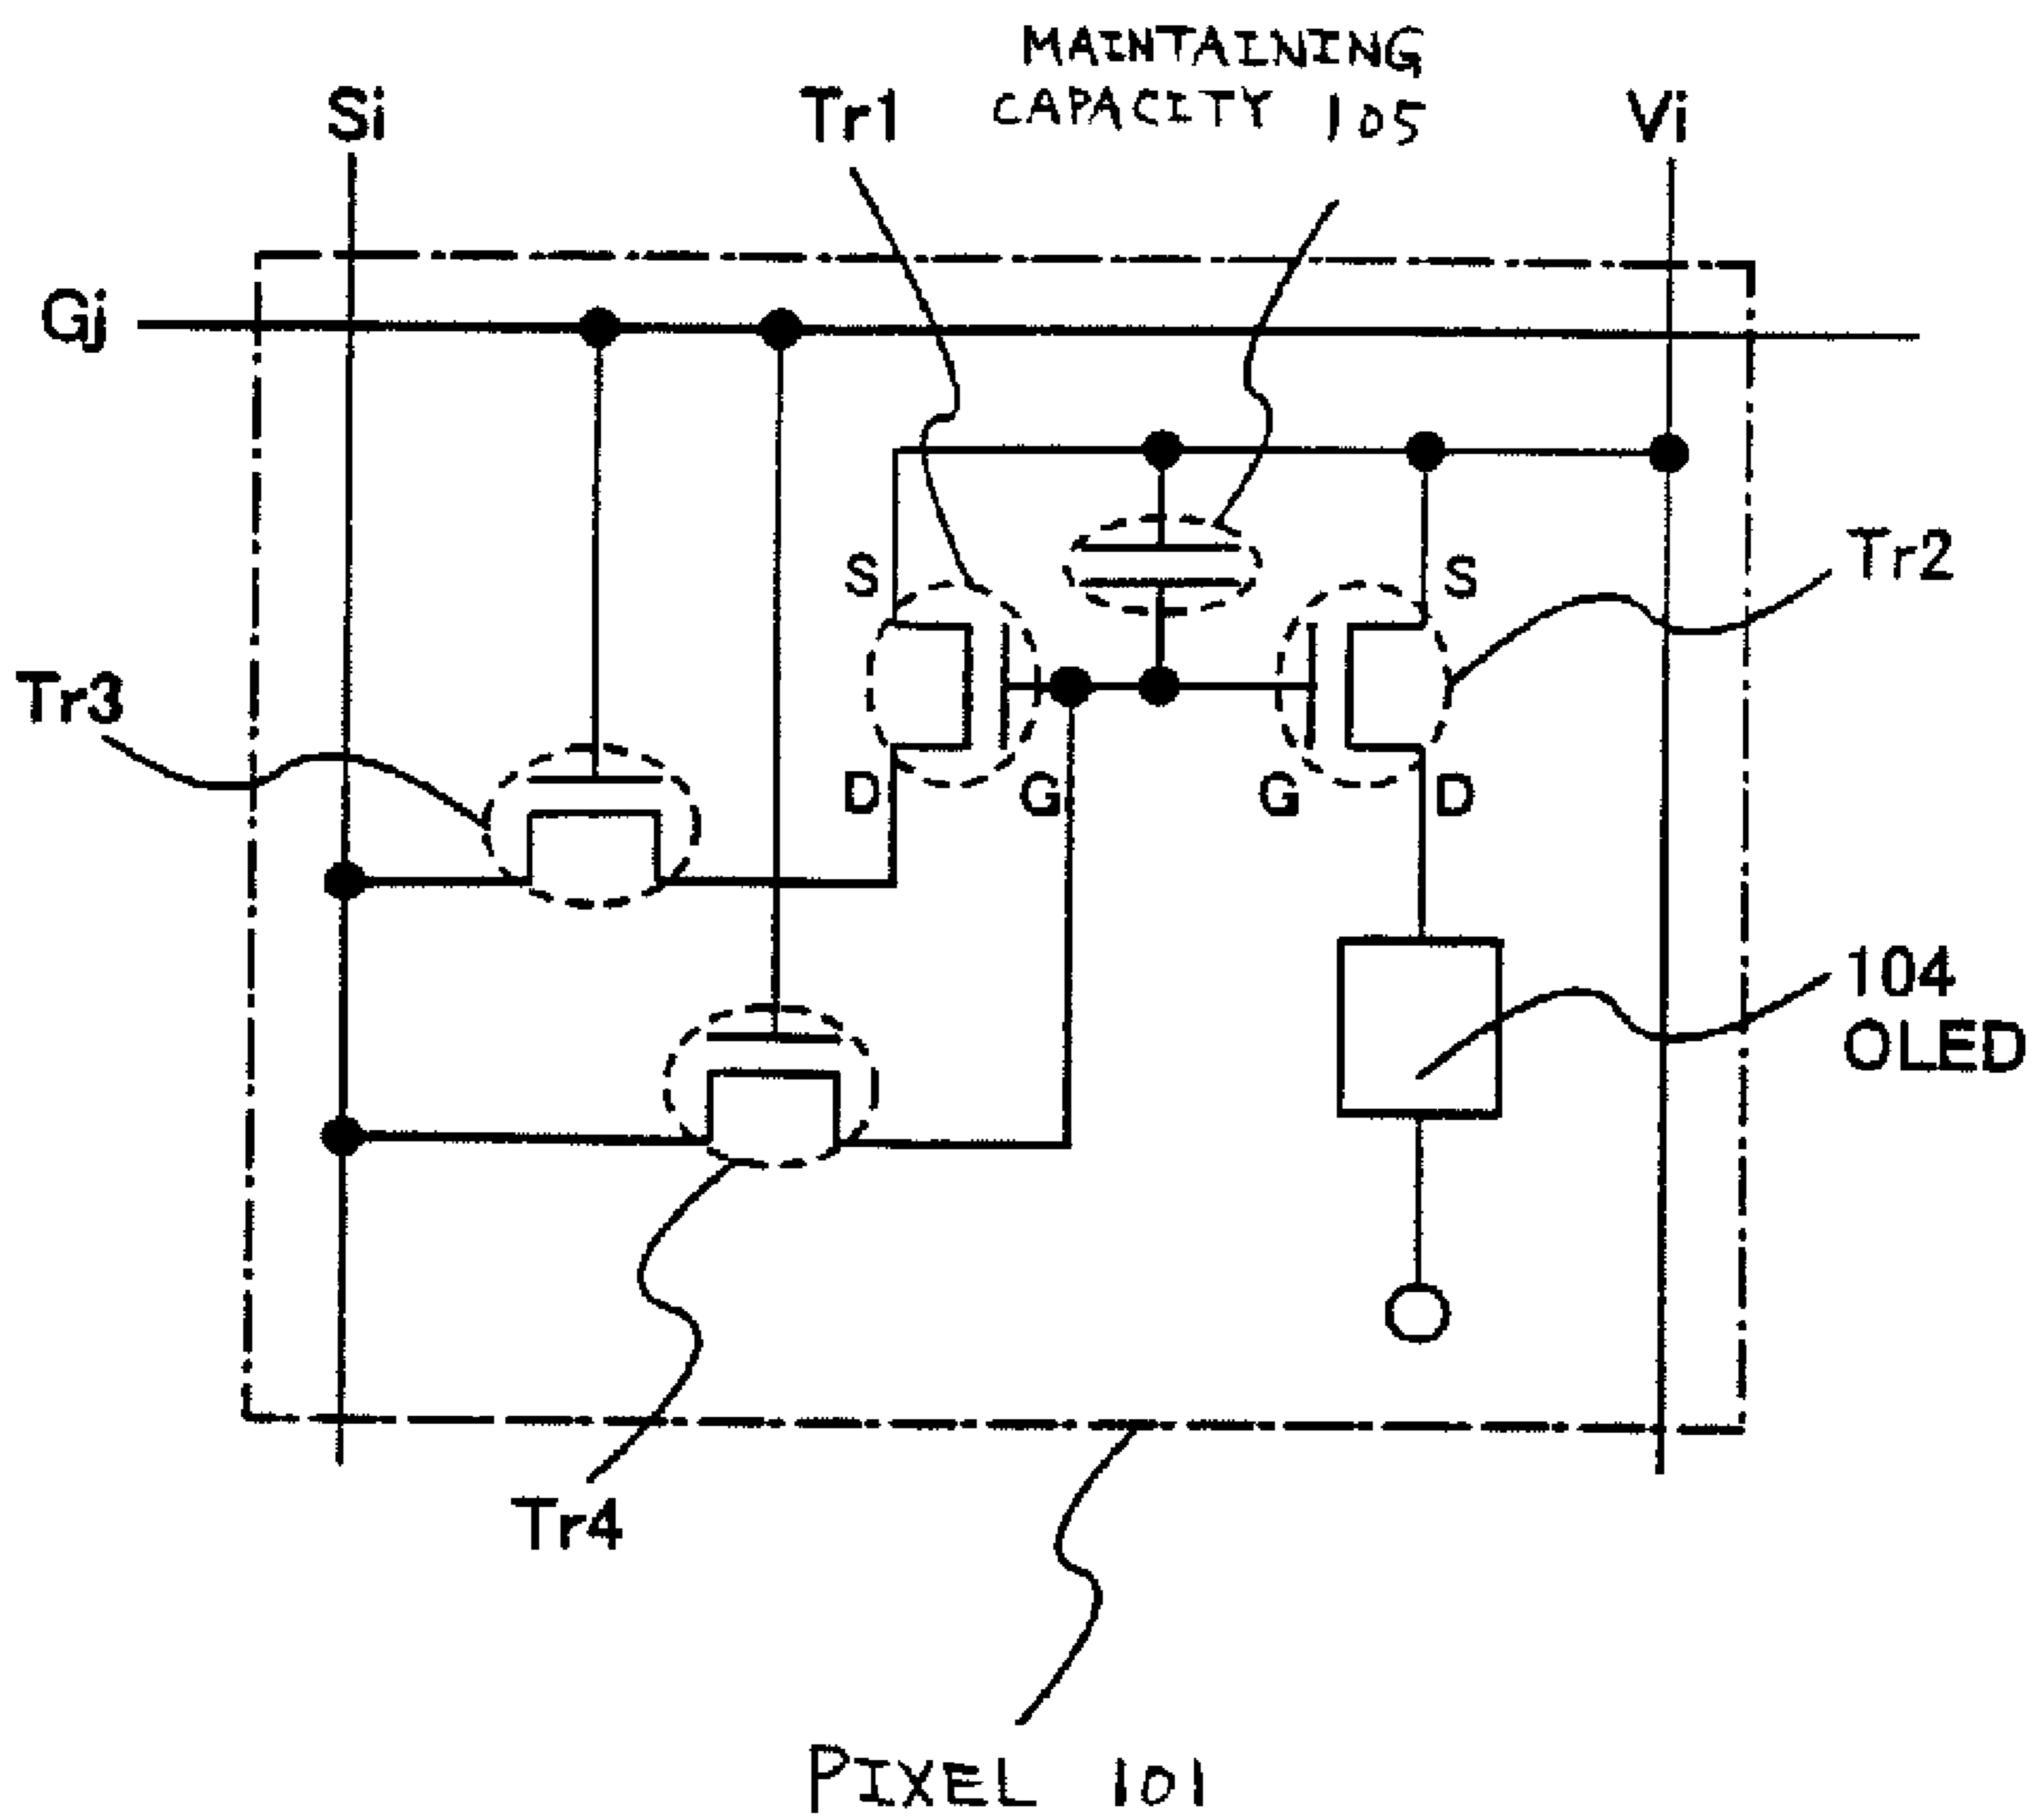 MAINTAINING
CAPACITY 105
Si
Tr1
Vi
Gj
Tr2
S
S
Tr3
D
G
G
D
104
OLED
Tr4
PIXEL 101